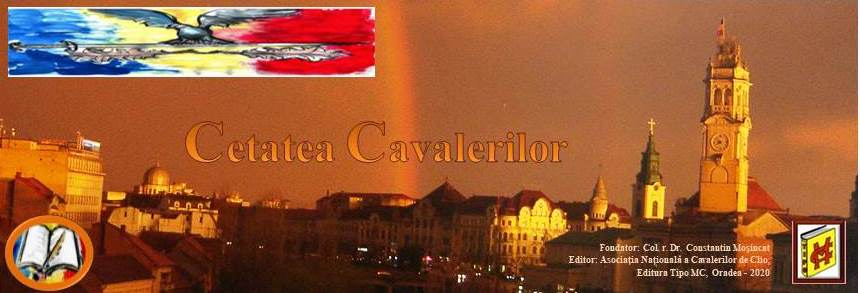 Cetatea Cavalerilor
Fondator: Col. r. Dr. Constantin Moșincat
Editor: Asociația Națională a Cavalerilor de Clio,
Editura Tipo MC, Oradea - 2020